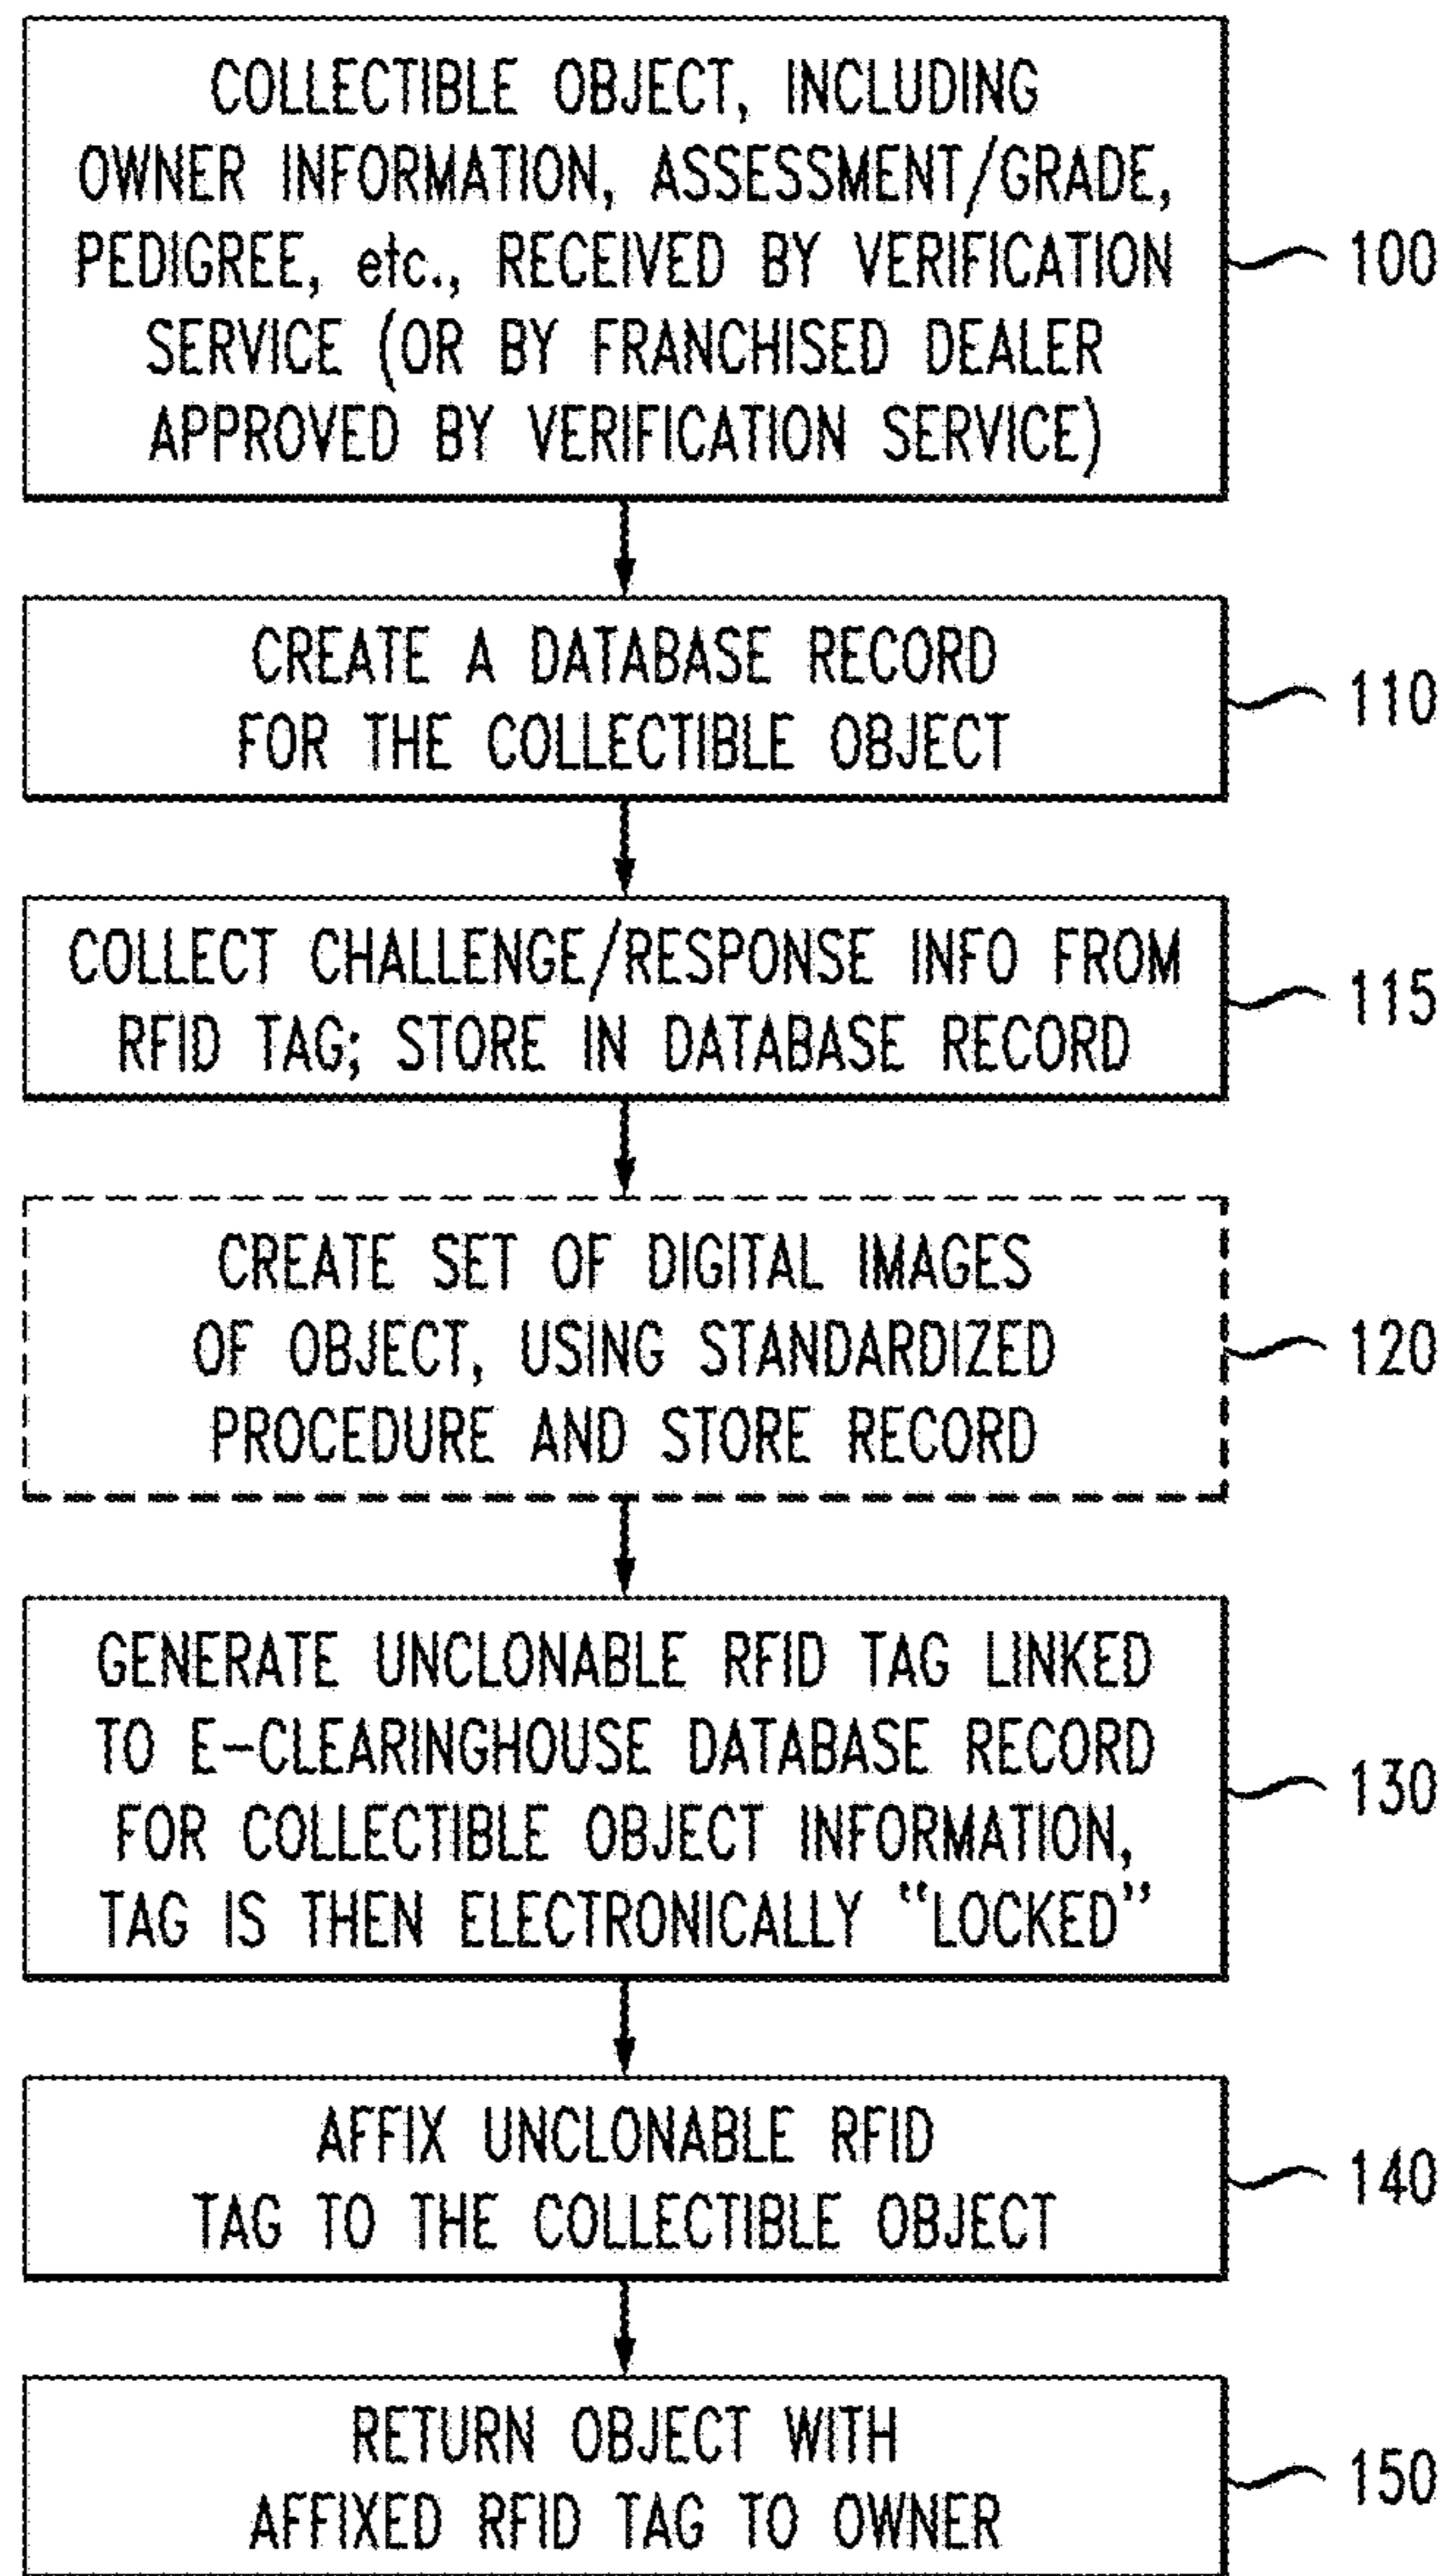 COLLECTIBLE OBJECT, INCLUDING
OWNER INFORMATION, ASSESSMENT/GRADE,
PEDIGREE, etc., RECEIVED BY VERIFICATION
SERVICE (OR BY FRANCHISED DEALER
APPROVED BY VERIFICATION SERVICE)
100
CREATE A DATABASE RECORD
FOR THE COLLECTIBLE OBJECT
110
COLLECT CHALLENGE/RESPONSE INFO FROM
RFID TAG; STORE IN DATABASE RECORD
115
CREATE SET OF DIGITAL IMAGES
OF OBJECT, USING STANDARDIZED
PROCEDURE AND STORE RECORD
120
GENERATE UNCLONABLE RFID TAG LINKED
TO E-CLEARINGHOUSE DATABASE RECORD
FOR COLLECTIBLE OBJECT INFORMATION,
TAG IS THEN ELECTRONICALLY “LOCKED”
130
AFFIX UNCLONABLE RFID
TAG TO THE COLLECTIBLE OBJECT
140
RETURN OBJECT WITH
AFFIXED RFID TAG TO OWNER
150